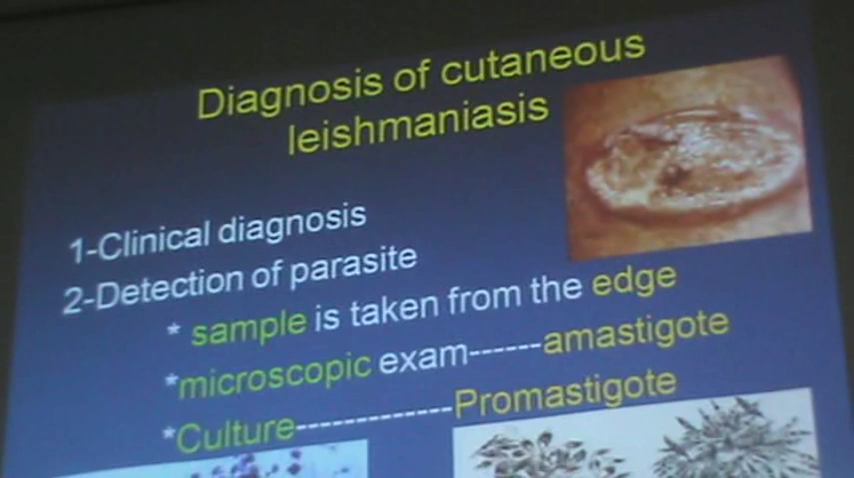 Diagnosis of cutaneous
leishmaniasis
1-Clinical diagnosis
2-Detection of parasite
* sample is taken from the edge
*microscopic exam------amastigote
*Culture-------------Promastigote